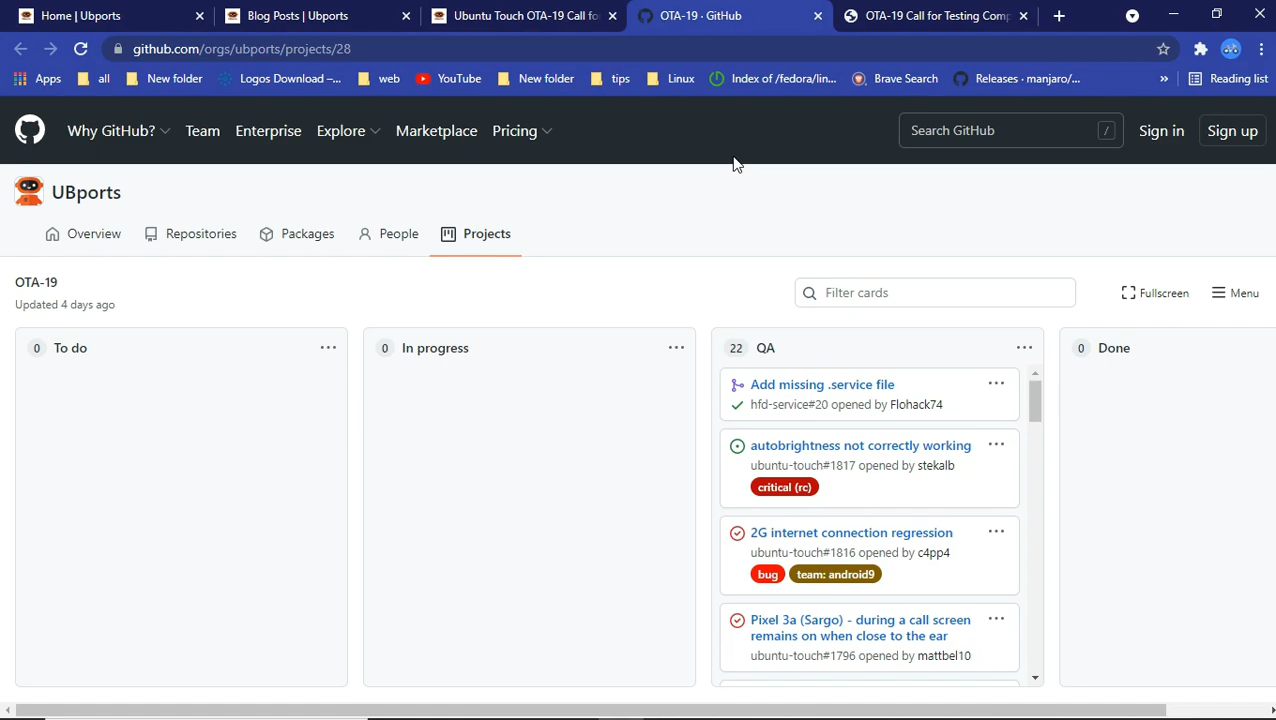 Home | Ubports
Blog Posts | Ubports
Ubuntu Touch OTA-19 Call fo
OTA-19 · GitHub
OTA-19 Call for Testing Comp
github.com/orgs/ubports/projects/28
Apps
all
New folder
Logos Download –...
web
YouTube
New folder
tips
Linux
Index of /fedora/lin...
Brave Search
Releases · manjaro/...
»
Reading list
Why GitHub?
Team
Enterprise
Explore
Marketplace
Pricing
Search GitHub
/
Sign in
Sign up
UBports
Overview
Repositories
Packages
People
Projects
OTA-19
Updated 4 days ago
Filter cards
Fullscreen
Menu
0 To do
0 In progress
22 QA
0 Done
Add missing .service file
hfd-service#20 opened by Flohack74
autobrightness not correctly working
ubuntu-touch#1817 opened by stekalb
critical (rc)
2G internet connection regression
ubuntu-touch#1816 opened by c4pp4
bug team: android9
Pixel 3a (Sargo) - during a call screen
remains on when close to the ear
ubuntu-touch#1796 opened by mattbel10